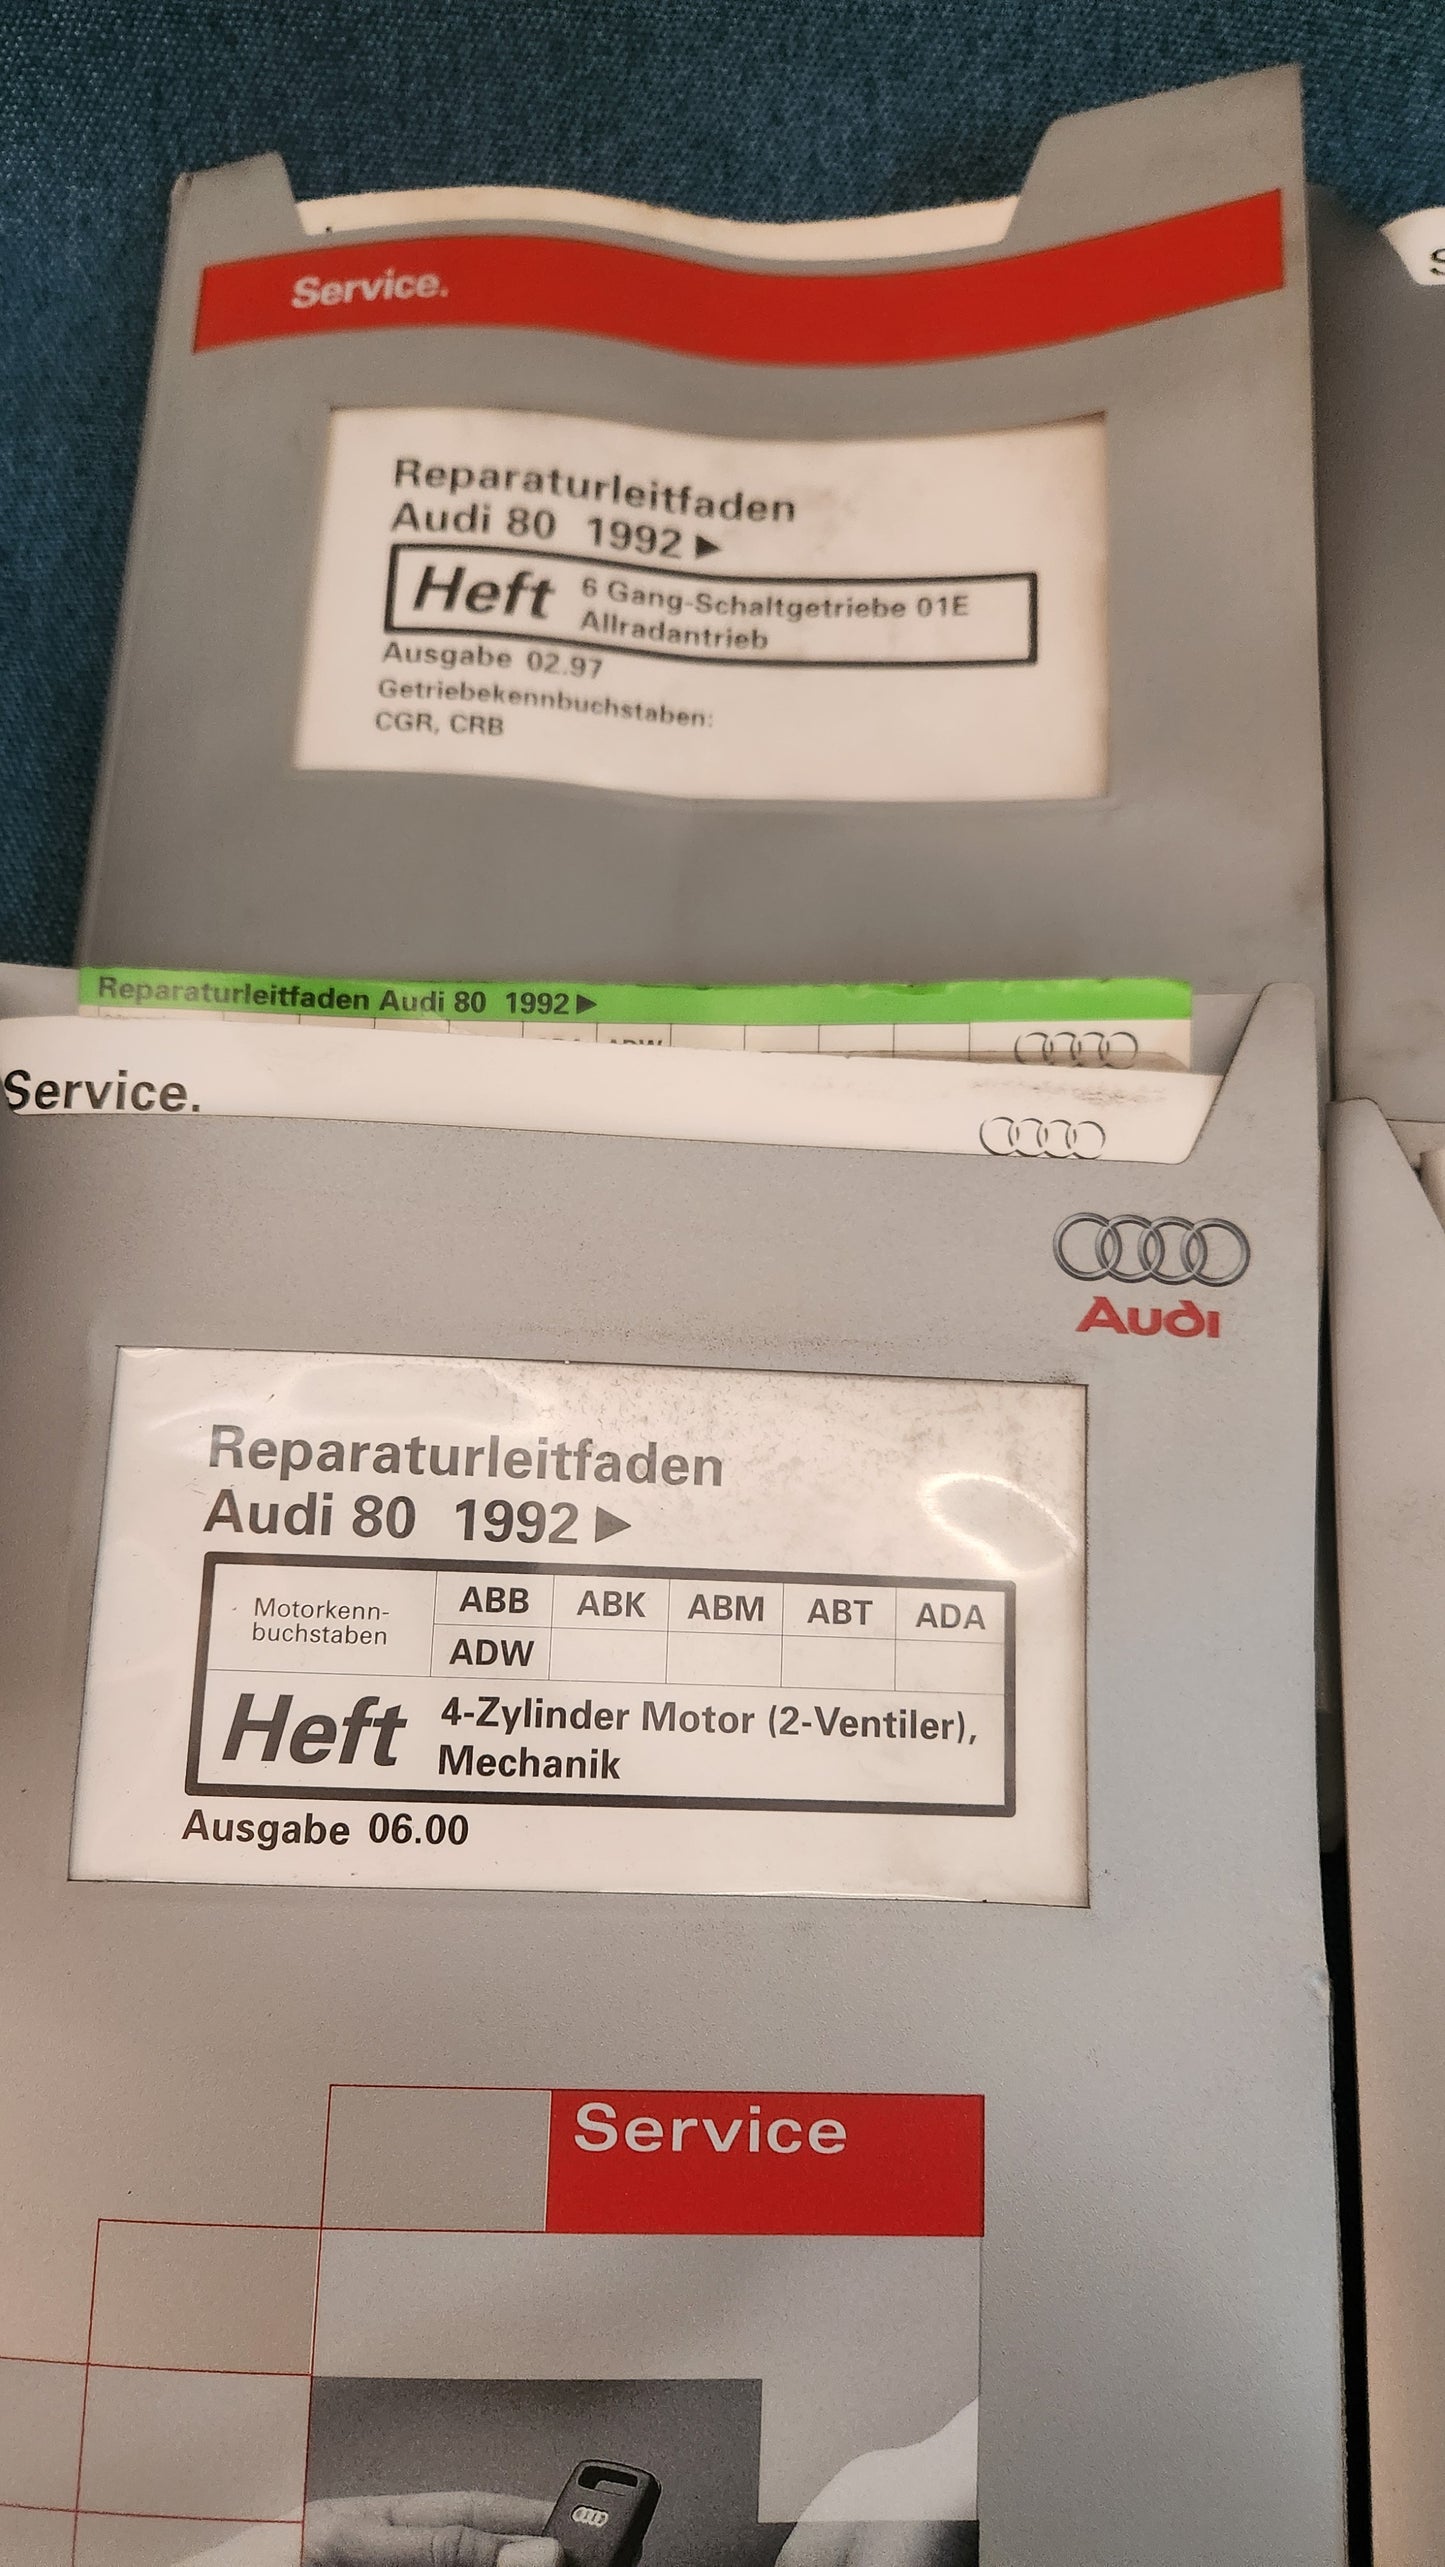 Service.
Reparaturleitfaden
Audi 80 1992 ►
Heft
6 Gang-Schaltgetriebe 01E
Allradantrieb
Ausgabe 02.97
Getriebekennbuchstaben:
CGR, CRB
Reparaturleitfaden Audi 80 1992 ►
ADW
Service.
Audi
Reparaturleitfaden
Audi 80 1992 ►
Motorkenn-
buchstaben
ABB ABK ABM ABT ADA
ADW
Heft
4-Zylinder Motor (2-Ventiler),
Mechanik
Ausgabe 06.00
Service